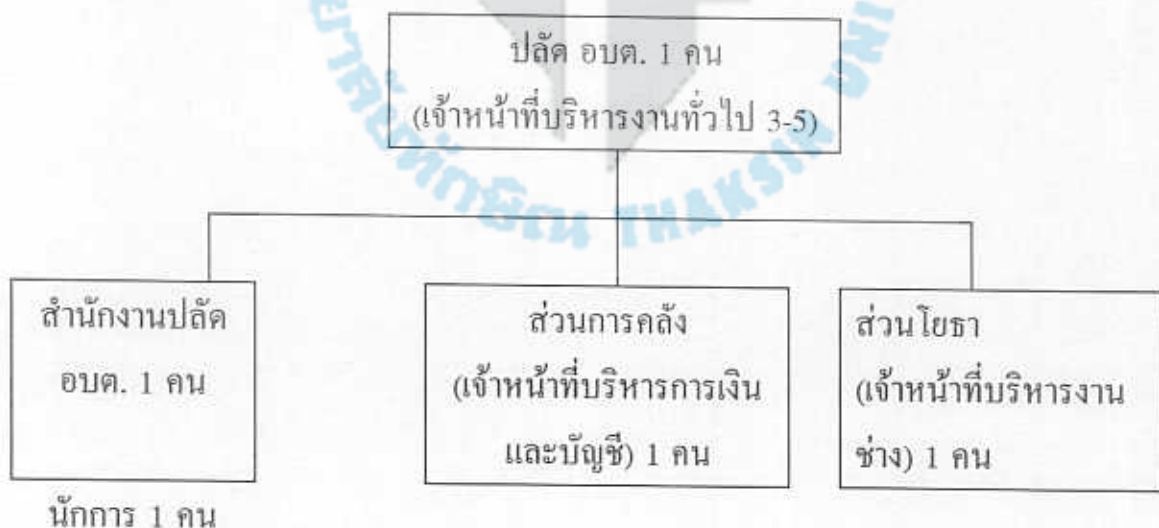 ปลัด อบต. 1 คน
(เจ้าหน้าที่บริหารงานทั่วไป 3-5)
สำนักงานปลัด
อบต. 1 คน
นักการ 1 คน
ส่วนการคลัง
(เจ้าหน้าที่บริหารการเงิน
และบัญชี) 1 คน
ส่วนโยธา
(เจ้าหน้าที่บริหารงาน
ช่าง) 1 คน
ทักษิณ THAKSIN